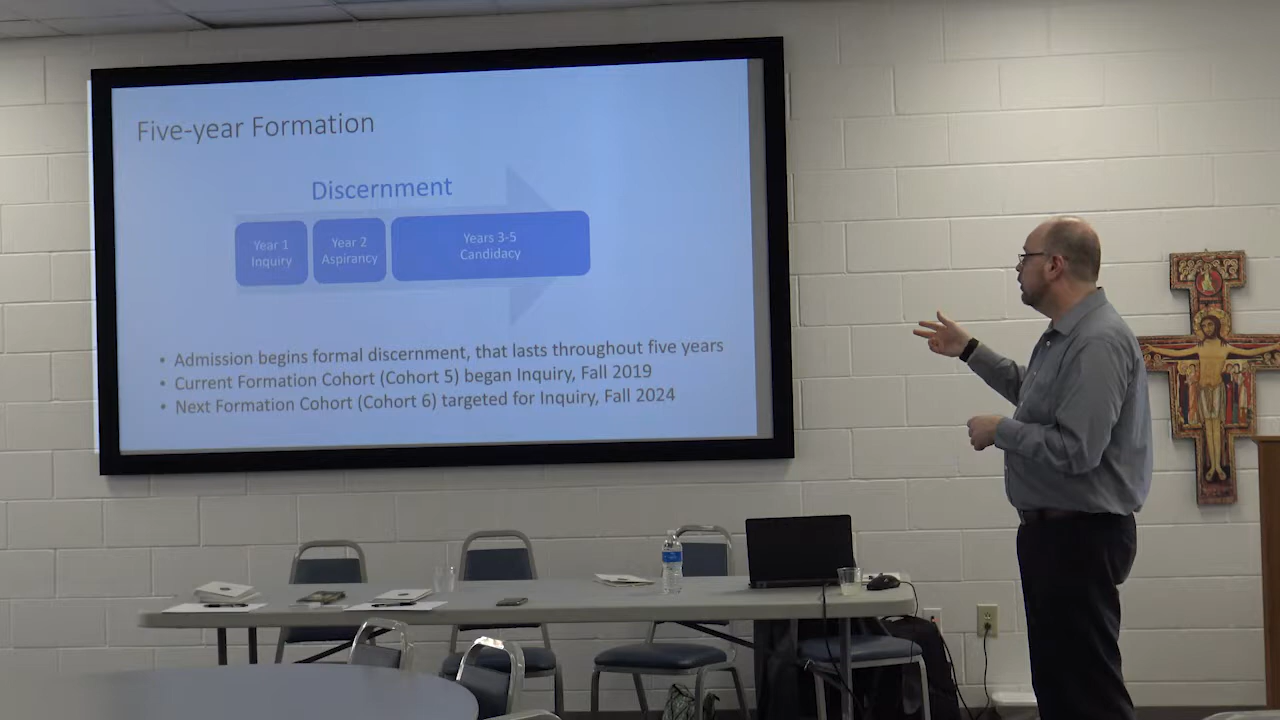 Five-year Formation
Discernment
Year 1
Inquiry
Year 2
Aspirancy
Years 3-5
Candidacy
• Admission begins formal discernment, that lasts throughout five years
• Current Formation Cohort (Cohort 5) began Inquiry, Fall 2019
• Next Formation Cohort (Cohort 6) targeted for Inquiry, Fall 2024